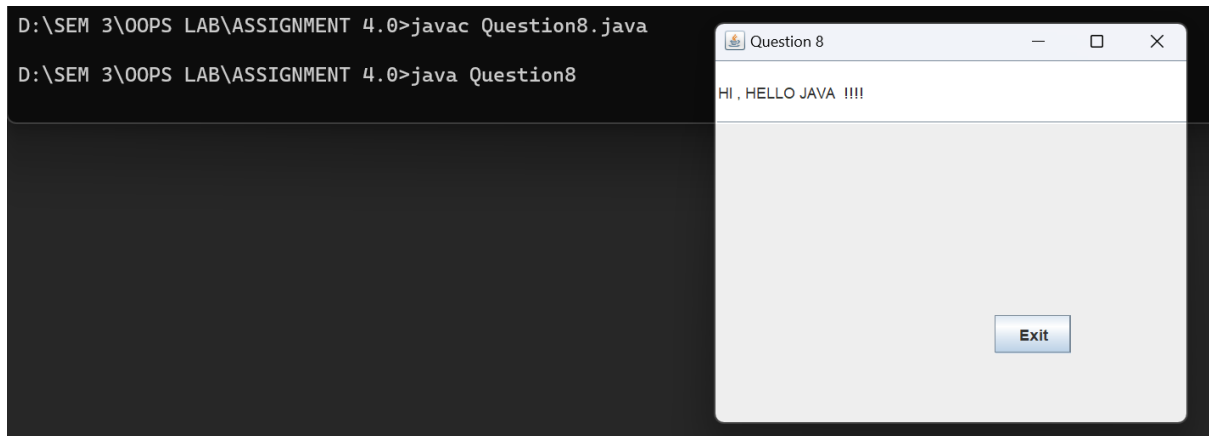 D:\SEM 3\OOPS LAB\ASSIGNMENT 4.0>javac Question8.java
D:\SEM 3\OOPS LAB\ASSIGNMENT 4.0>java Question8
Question 8
HI , HELLO JAVA  !!!!
Exit